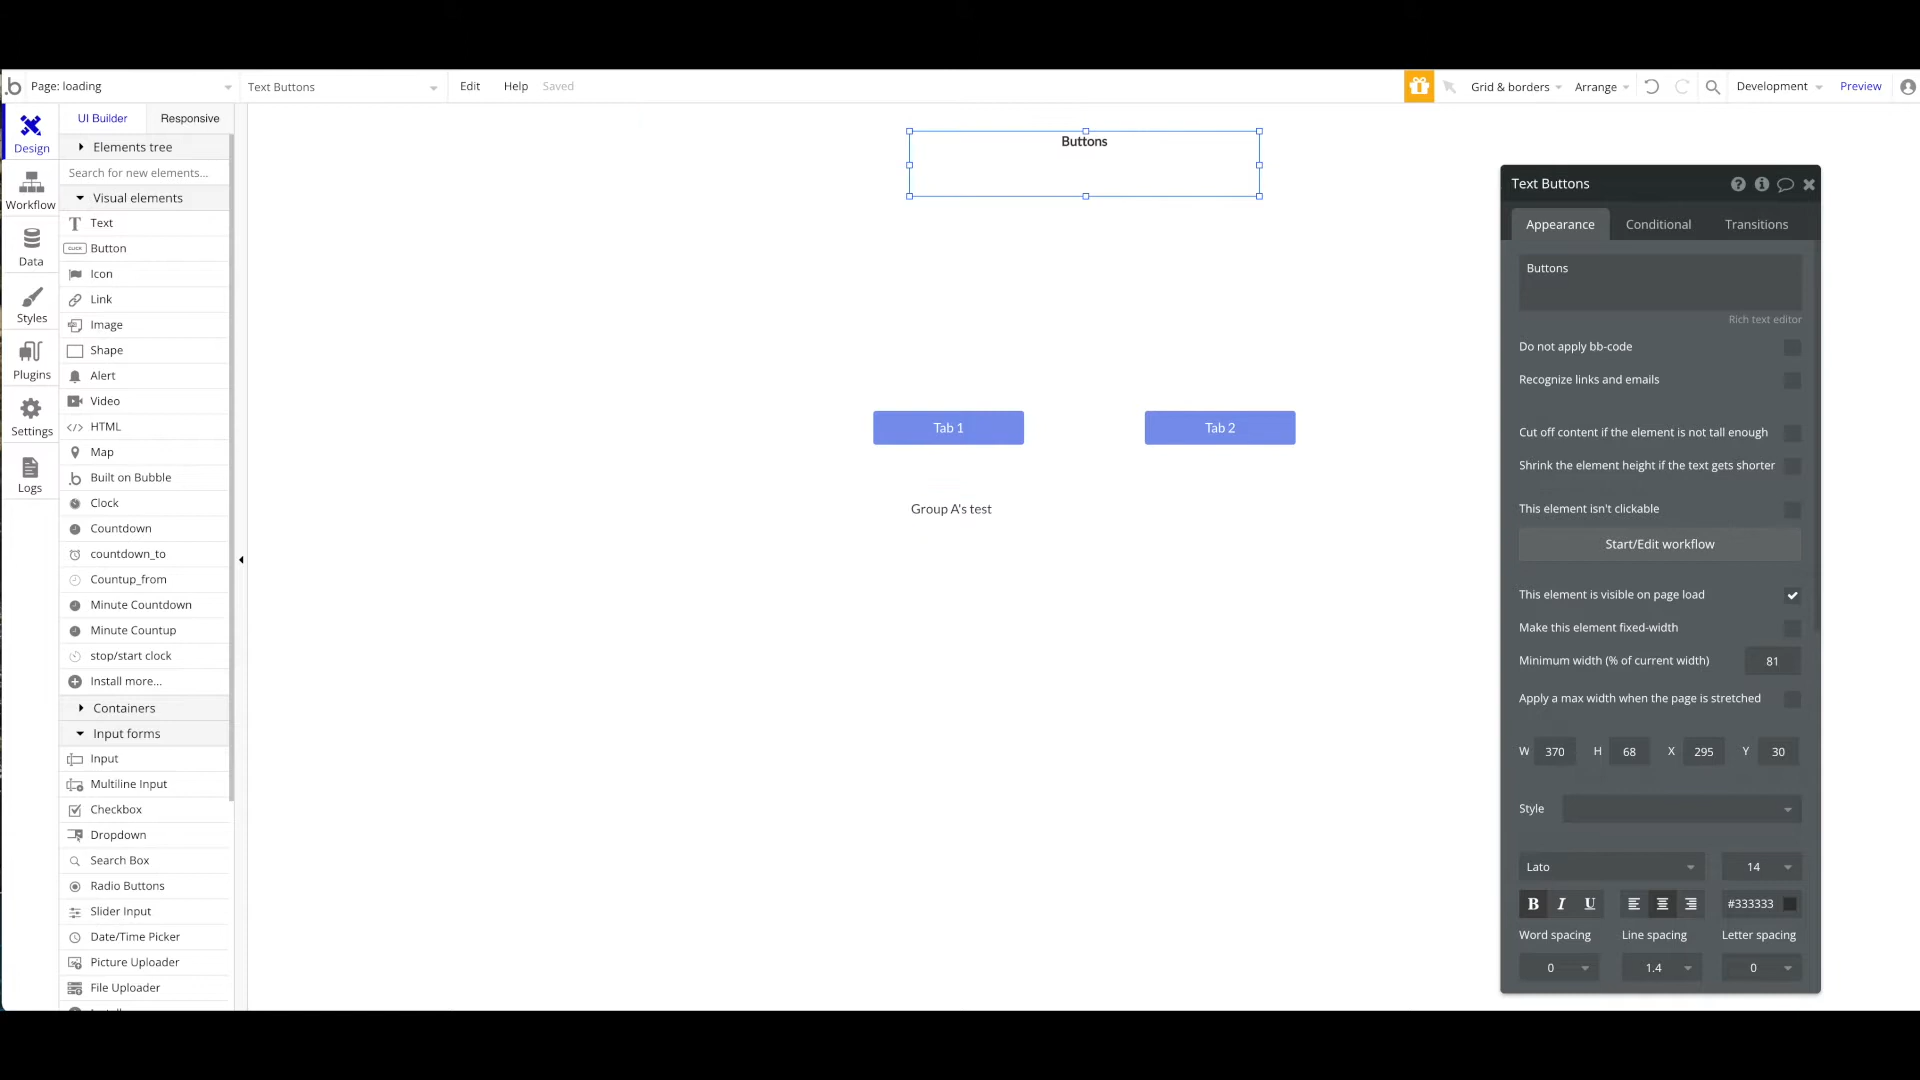 Page: loading
Text Buttons
Edit
Help
Saved
Grid & borders
Arrange
Development
Preview
UI Builder
Responsive
Design
Workflow
Data
Styles
Plugins
Settings
Logs
Elements tree
Search for new elements...
Visual elements
Text
CLICK
Button
Icon
Link
Image
Shape
Alert
Video
HTML
Map
Built on Bubble
Clock
Countdown
countdown_to
Countup_from
Minute Countdown
Minute Countup
stop/start clock
Install more...
Containers
Input forms
Input
Multiline Input
Checkbox
Dropdown
Search Box
Radio Buttons
Slider Input
Date/Time Picker
Picture Uploader
File Uploader
Buttons
Tab 1
Tab 2
Group A's test
Text Buttons
Appearance
Conditional
Transitions
Buttons
Rich text editor
Do not apply bb-code
Recognize links and emails
Cut off content if the element is not tall enough
Shrink the element height if the text gets shorter
This element isn't clickable
Start/Edit workflow
This element is visible on page load
Make this element fixed-width
Minimum width (% of current width) 81
Apply a max width when the page is stretched
W 370 H 68 X 295 Y 30
Style
Lato 14
B I U #333333
Word spacing Line spacing Letter spacing
0 1.4 0